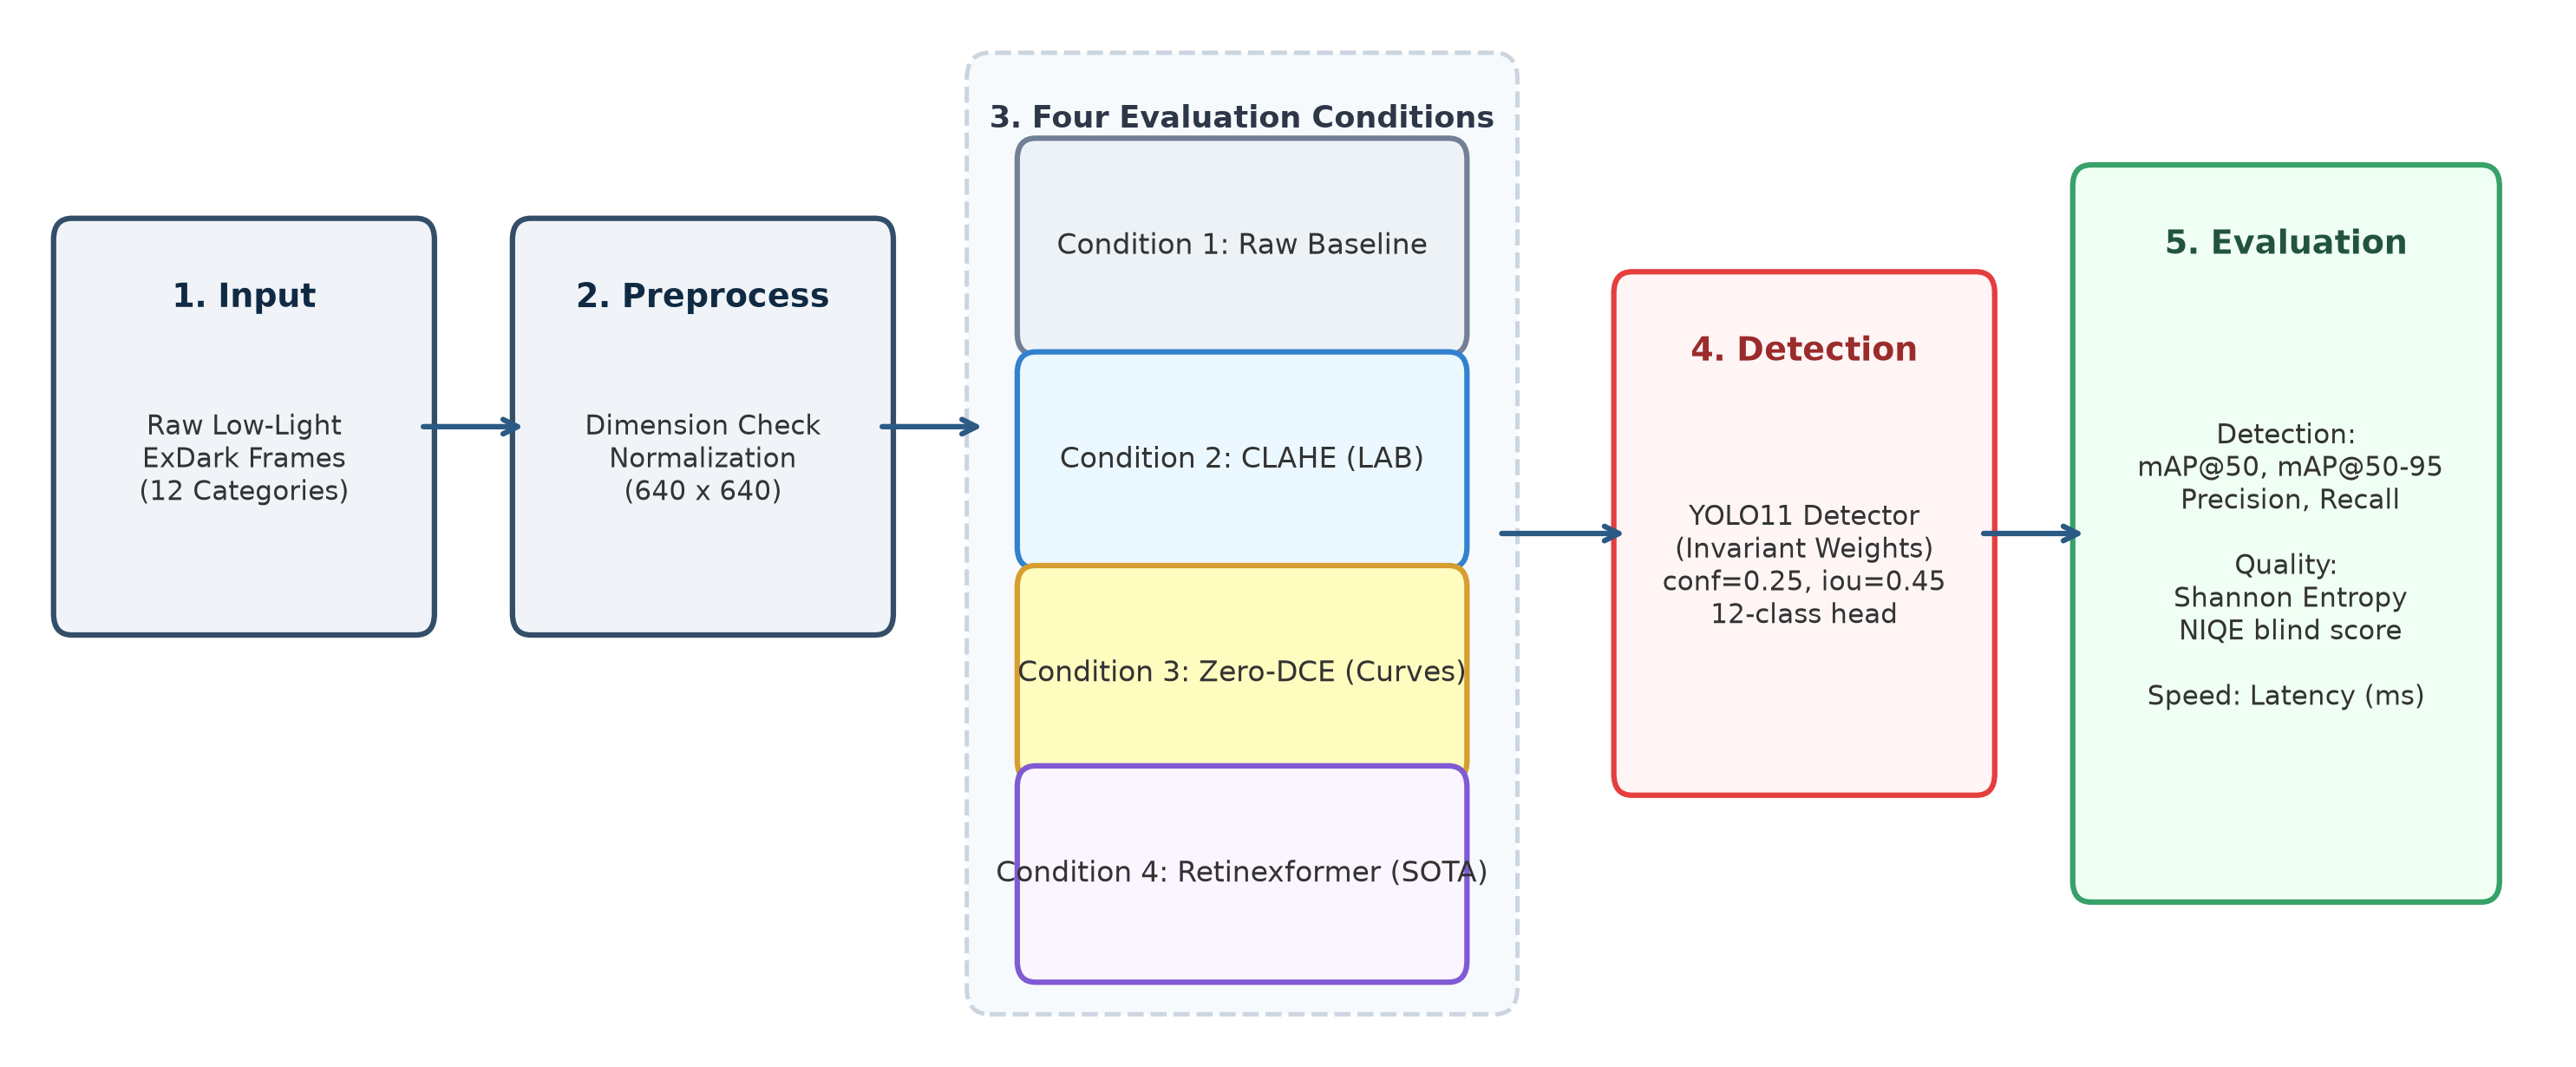 1. Input
Raw Low-Light
ExDark Frames
(12 Categories)
2. Preprocess
Dimension Check
Normalization
(640 x 640)
3. Four Evaluation Conditions
Condition 1: Raw Baseline
Condition 2: CLAHE (LAB)
Condition 3: Zero-DCE (Curves)
Condition 4: Retinexformer (SOTA)
4. Detection
YOLO11 Detector
(Invariant Weights)
conf=0.25, iou=0.45
12-class head
5. Evaluation
Detection:
mAP@50, mAP@50-95
Precision, Recall
Quality:
Shannon Entropy
NIQE blind score
Speed: Latency (ms)